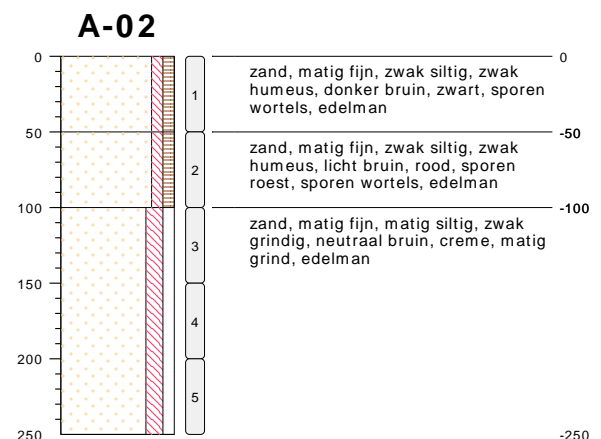 A-02
0
50
100
150
200
250
1
2
3
4
5
zand, matig fijn, zwak siltig, zwak
humeus, donker bruin, zwart, sporen
wortels, edelman
zand, matig fijn, zwak siltig, zwak
humeus, licht bruin, rood, sporen
roest, sporen wortels, edelman
zand, matig fijn, matig siltig, zwak
grindig, neutraal bruin, creme, matig
grind, edelman
0
-50
-100
-250